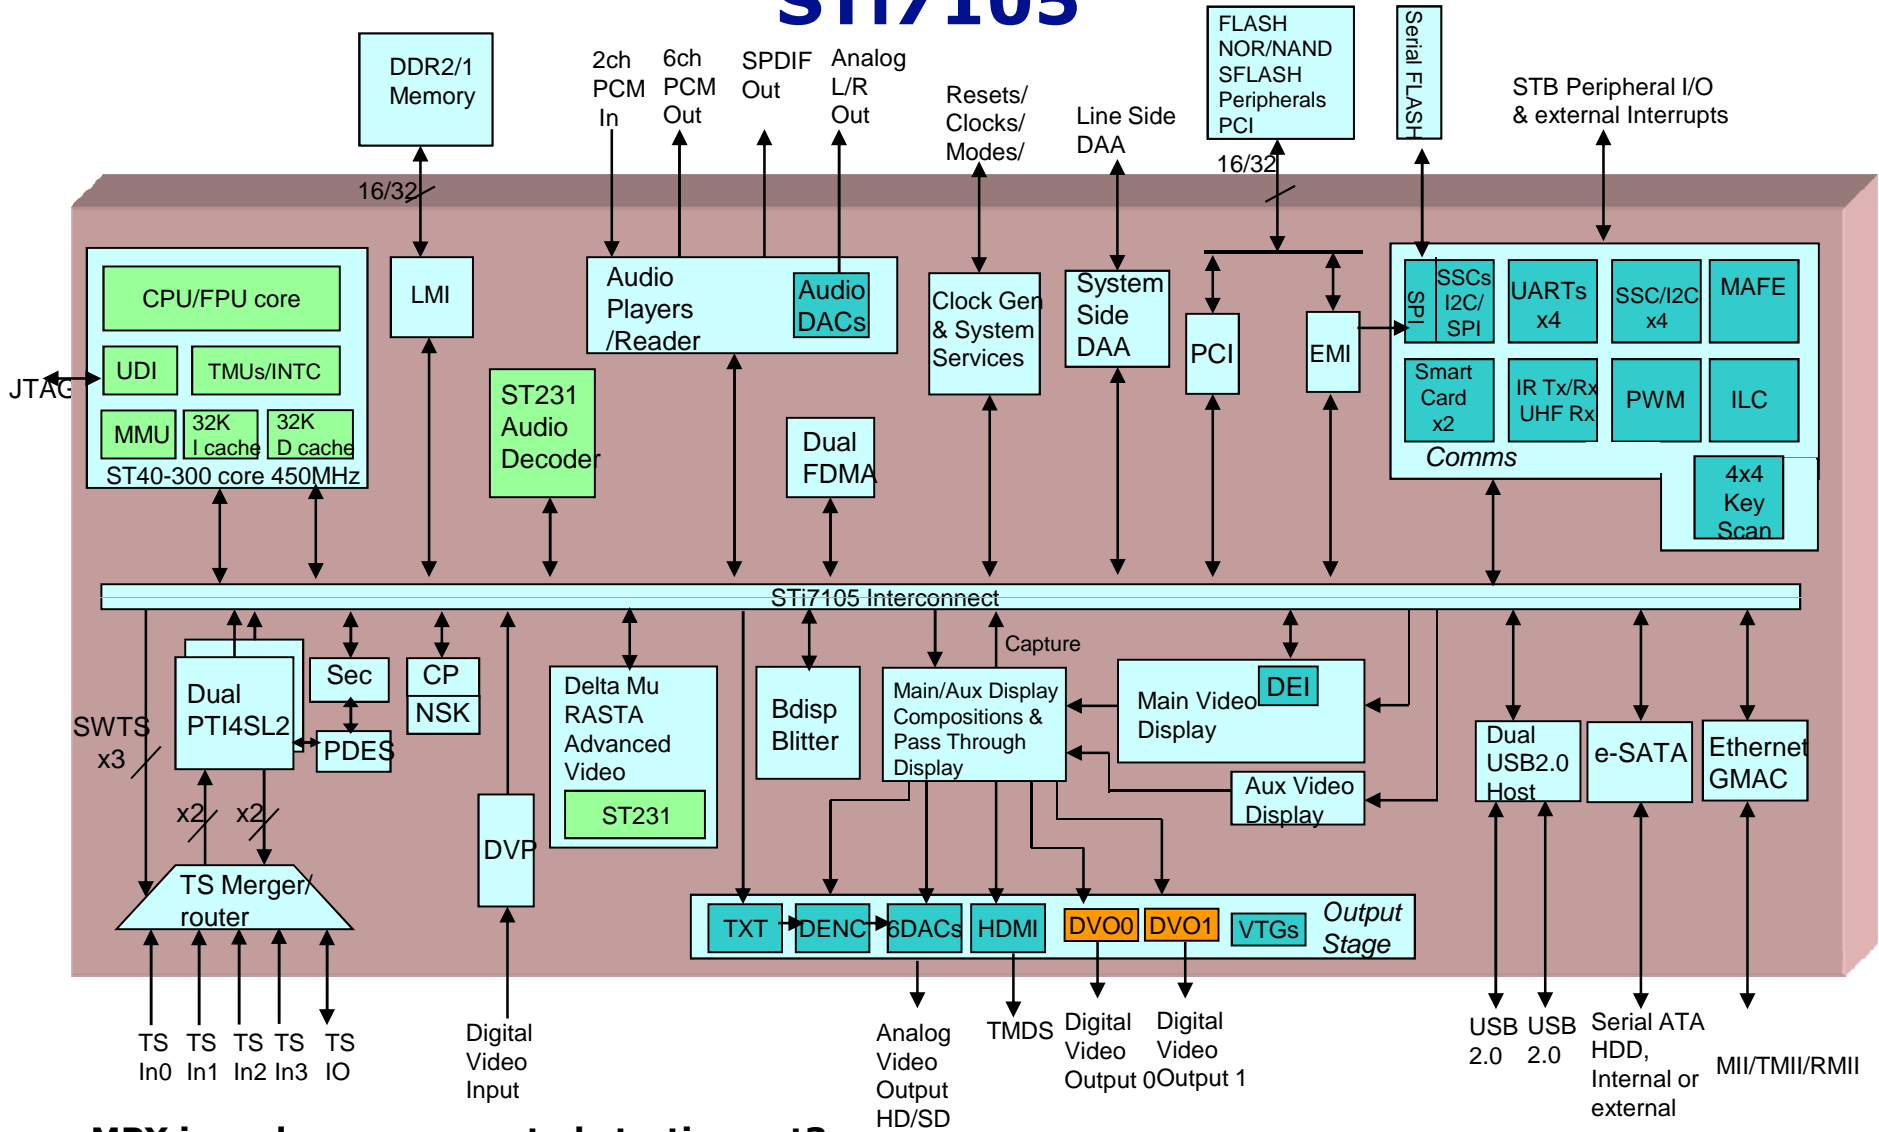 STi7105
DDR2/1
Memory
2ch
PCM
In
6ch
PCM
Out
SPDIF
Out
Analog
L/R
Out
Resets/
Clocks/
Modes/
Line Side
DAA
FLASH
NOR/NAND
SFLASH
Peripherals
PCI
Serial FLASH
STB Peripheral I/O
& external Interrupts
16/32
16/32
CPU/FPU core
UDI
TMUs/INTC
MMU
32K
I cache
32K
D cache
ST40-300 core 450MHz
JTAG
LMI
Audio
Players
/Reader
Audio
DACs
ST231
Audio
Decoder
Dual
FDMA
Clock Gen
& System
Services
System
Side
DAA
PCI
EMI
SPI
SSCs
I2C/
SPI
UARTs
x4
SSC/I2C
x4
MAFE
Smart
Card
x2
IR Tx/Rx
UHF Rx
PWM
ILC
Comms
4x4
Key
Scan
STi7105 Interconnect
SWTS
x3
Dual
PTI4SL2
Sec
PDES
CP
NSK
x2
x2
TS Merger/
router
DVP
Delta Mu
RASTA
Advanced
Video
ST231
Bdisp
Blitter
Capture
Main/Aux Display
Compositions &
Pass Through
Display
Main Video
Display
DEI
Aux Video
Display
Dual
USB2.0
Host
e-SATA
Ethernet
GMAC
TXT
DENC
6DACs
HDMI
DVO0
DVO1
VTGs
Output
Stage
TS
In0
TS
In1
TS
In2
TS
In3
TS
IO
Digital
Video
Input
Analog
Video
Output
HD/SD
TMDS
Digital
Video
Output 0
Digital
Video
Output 1
USB
2.0
USB
2.0
Serial ATA
HDD,
Internal or
external
MII/TMII/RMII